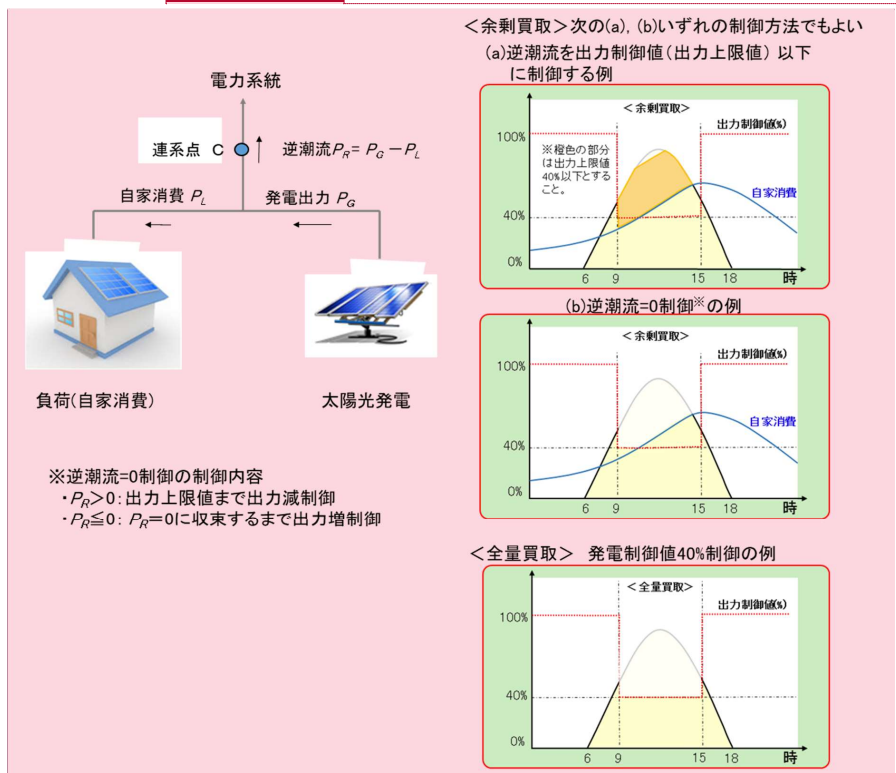 電力系統
連系点 C
逆潮流P_R= P_G − P_L
自家消費 P_L
発電出力 P_G
負荷(自家消費)
太陽光発電
※逆潮流=0制御の制御内容
・P_R>0:出力上限値まで出力減制御
・P_R≦0: P_R=0に収束するまで出力増制御
<余剰買取>次の(a),(b)いずれの制御方法でもよい
(a)逆潮流を出力制御値(出力上限値)以下
に制御する例
<余剰買取>
出力制御値(%)
100%
※橙色の部分
は出力上限値
40%以下とする
こと。
自家消費
40%
0%
6 9 15 18 時
(b)逆潮流=0制御※の例
<余剰買取>
出力制御値(%)
100%
自家消費
40%
0%
6 9 15 18 時
<全量買取> 発電制御値40%制御の例
<全量買取>
出力制御値(%)
100%
40%
0%
6 9 15 18 時